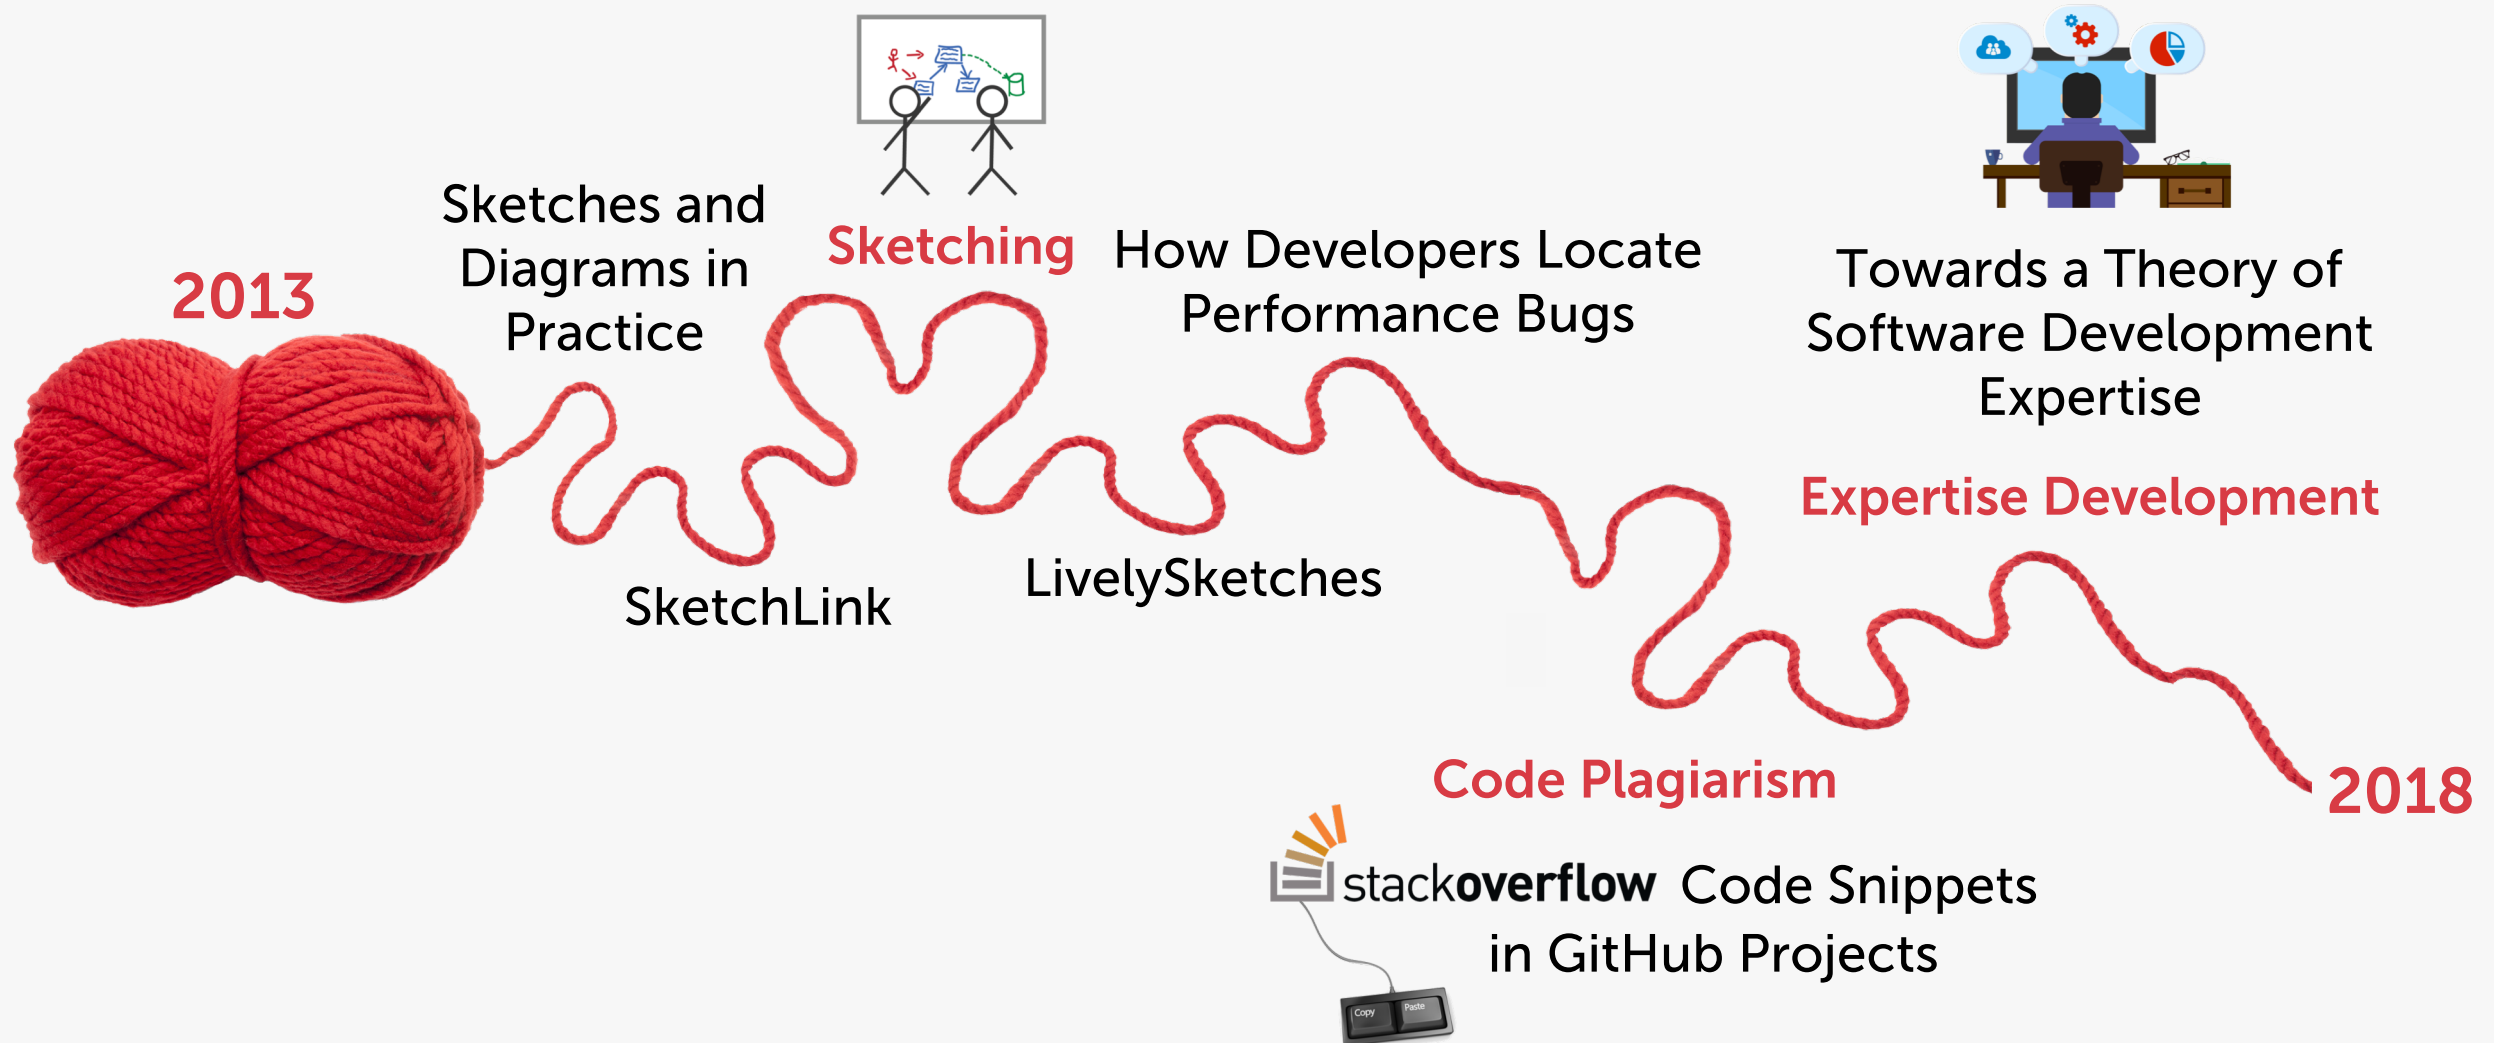 2013
Sketches and
Diagrams in
Practice
Sketching
SketchLink
How Developers Locate
Performance Bugs
LivelySketches
Towards a Theory of
Software Development
Expertise
Expertise Development
Code Plagiarism
2018
stackoverflow Code Snippets
in GitHub Projects
Copy Paste